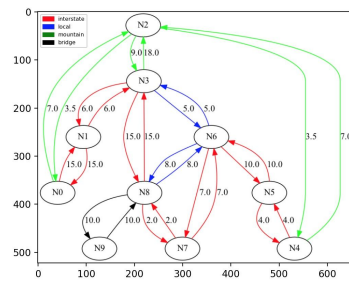 0
100
200
300
400
500
0
100
200
300
400
500
600
interstate
local
mountain
bridge
N2
9.0 18.0
N3
7.0 3.5 6.0 6.0
5.0 5.0
3.5 7.0
N1
N6
15.0 15.0
15.0 15.0
8.0 8.0
10.0 10.0
N0
N8
N5
7.0 7.0
10.0 10.0
2.0 2.0
4.0 4.0
N9
N7
N4